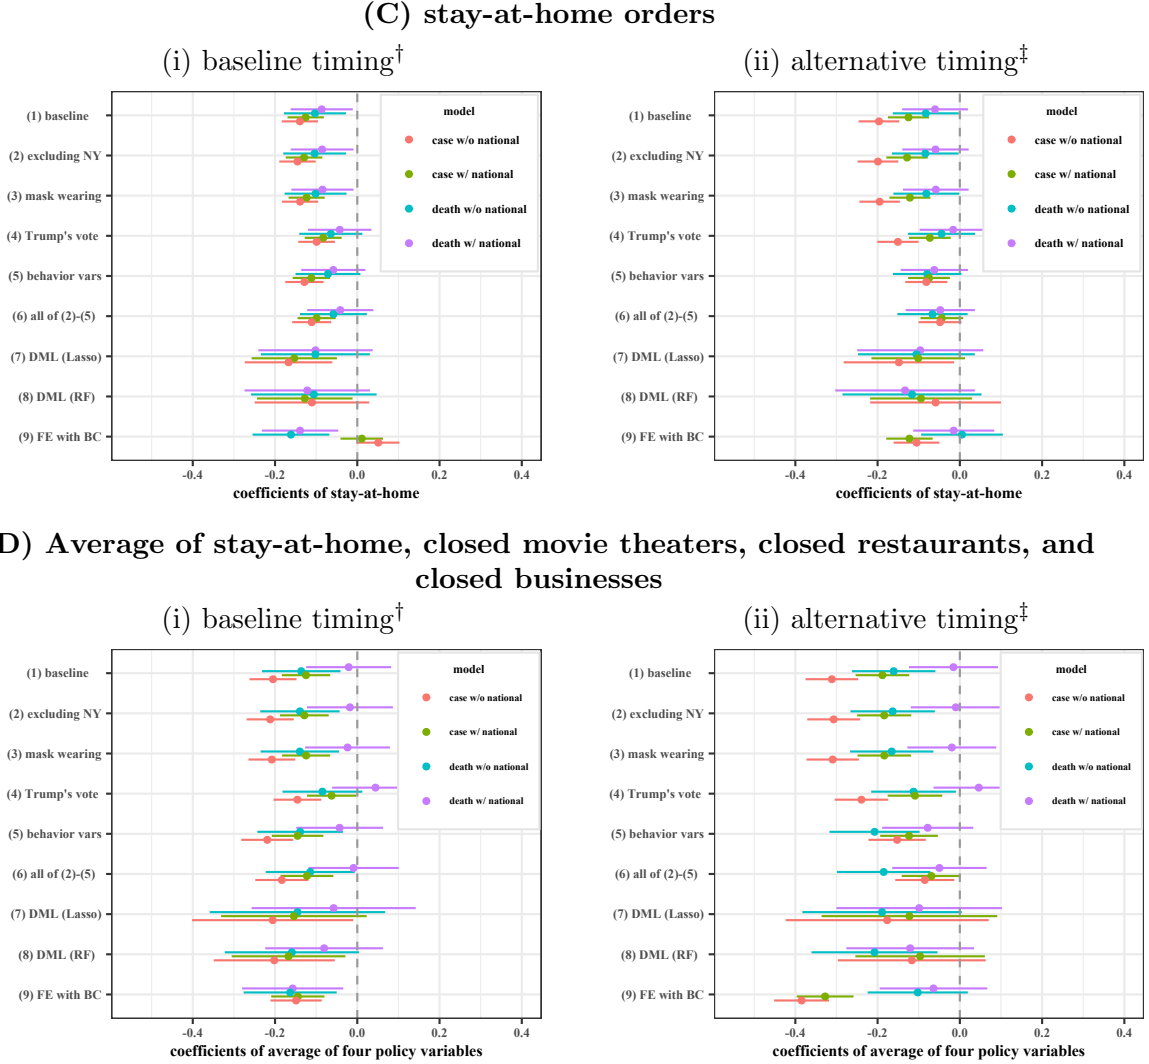 (C) stay-at-home orders
(i) baseline timing†
(1) baseline
(2) excluding NY
(3) mask wearing
(4) Trump's vote
(5) behavior vars
(6) all of (2)-(5)
(7) DML (Lasso)
(8) DML (RF)
(9) FE with BC
model
case w/o national
case w/ national
death w/o national
death w/ national
-0.4 -0.2 0.0 0.2 0.4
coefficients of stay-at-home
(ii) alternative timing‡
(1) baseline
(2) excluding NY
(3) mask wearing
(4) Trump's vote
(5) behavior vars
(6) all of (2)-(5)
(7) DML (Lasso)
(8) DML (RF)
(9) FE with BC
model
case w/o national
case w/ national
death w/o national
death w/ national
-0.4 -0.2 0.0 0.2 0.4
coefficients of stay-at-home
D) Average of stay-at-home, closed movie theaters, closed restaurants, and
closed businesses
(i) baseline timing†
(1) baseline
(2) excluding NY
(3) mask wearing
(4) Trump's vote
(5) behavior vars
(6) all of (2)-(5)
(7) DML (Lasso)
(8) DML (RF)
(9) FE with BC
model
case w/o national
case w/ national
death w/o national
death w/ national
-0.4 -0.2 0.0 0.2 0.4
coefficients of average of four policy variables
(ii) alternative timing‡
(1) baseline
(2) excluding NY
(3) mask wearing
(4) Trump's vote
(5) behavior vars
(6) all of (2)-(5)
(7) DML (Lasso)
(8) DML (RF)
(9) FE with BC
model
case w/o national
case w/ national
death w/o national
death w/ national
-0.4 -0.2 0.0 0.2 0.4
coefficients of average of four policy variables